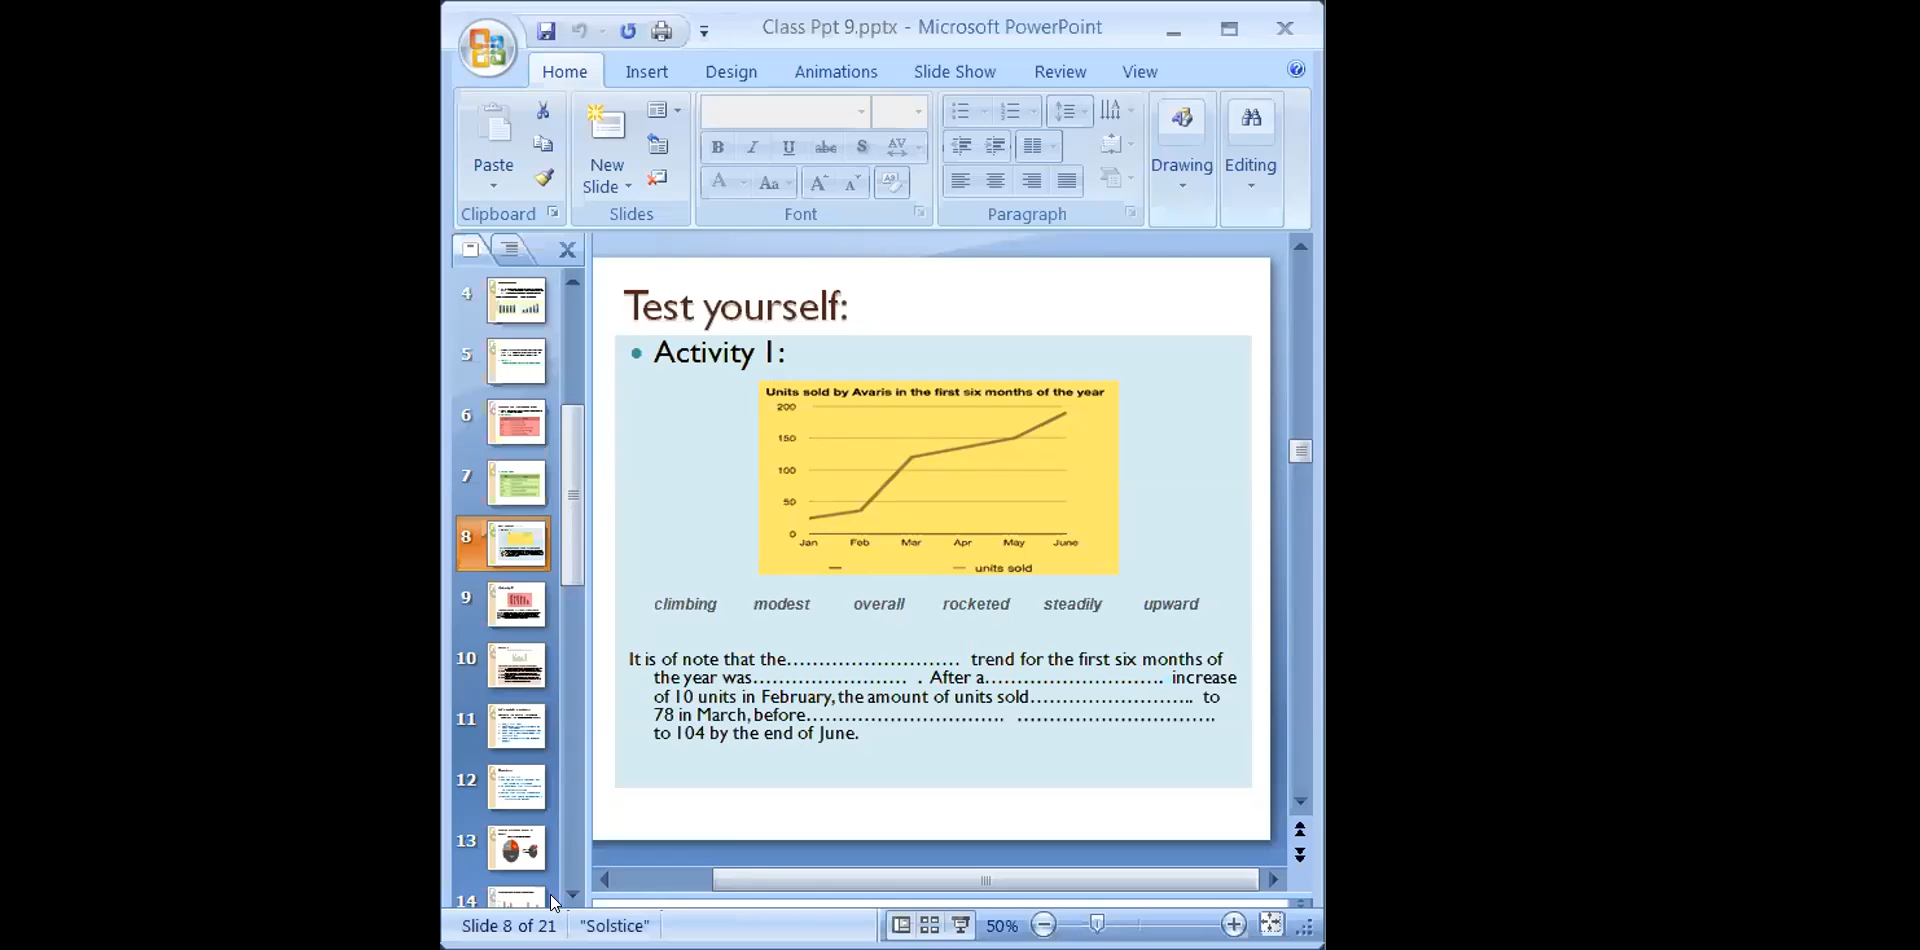 Class Ppt 9.pptx - Microsoft PowerPoint
Home Insert Design Animations Slide Show Review View
Paste
New
Slide
Drawing
Editing
Clipboard Slides Font Paragraph
B I U abc S AV
A Aa A A
4
5
6
7
8
9
10
11
12
13
14
Test yourself:
• Activity 1:
Units sold by Avaris in the first six months of the year
200
150
100
50
0
Jan Feb Mar Apr May June
units sold
climbing modest overall rocketed steadily upward
It is of note that the........................... trend for the first six months of
the year was........................ . After a............................ increase
of 10 units in February, the amount of units sold.......................... to
78 in March, before............................... ...............................
to 104 by the end of June.
Slide 8 of 21 "Solstice" 50%